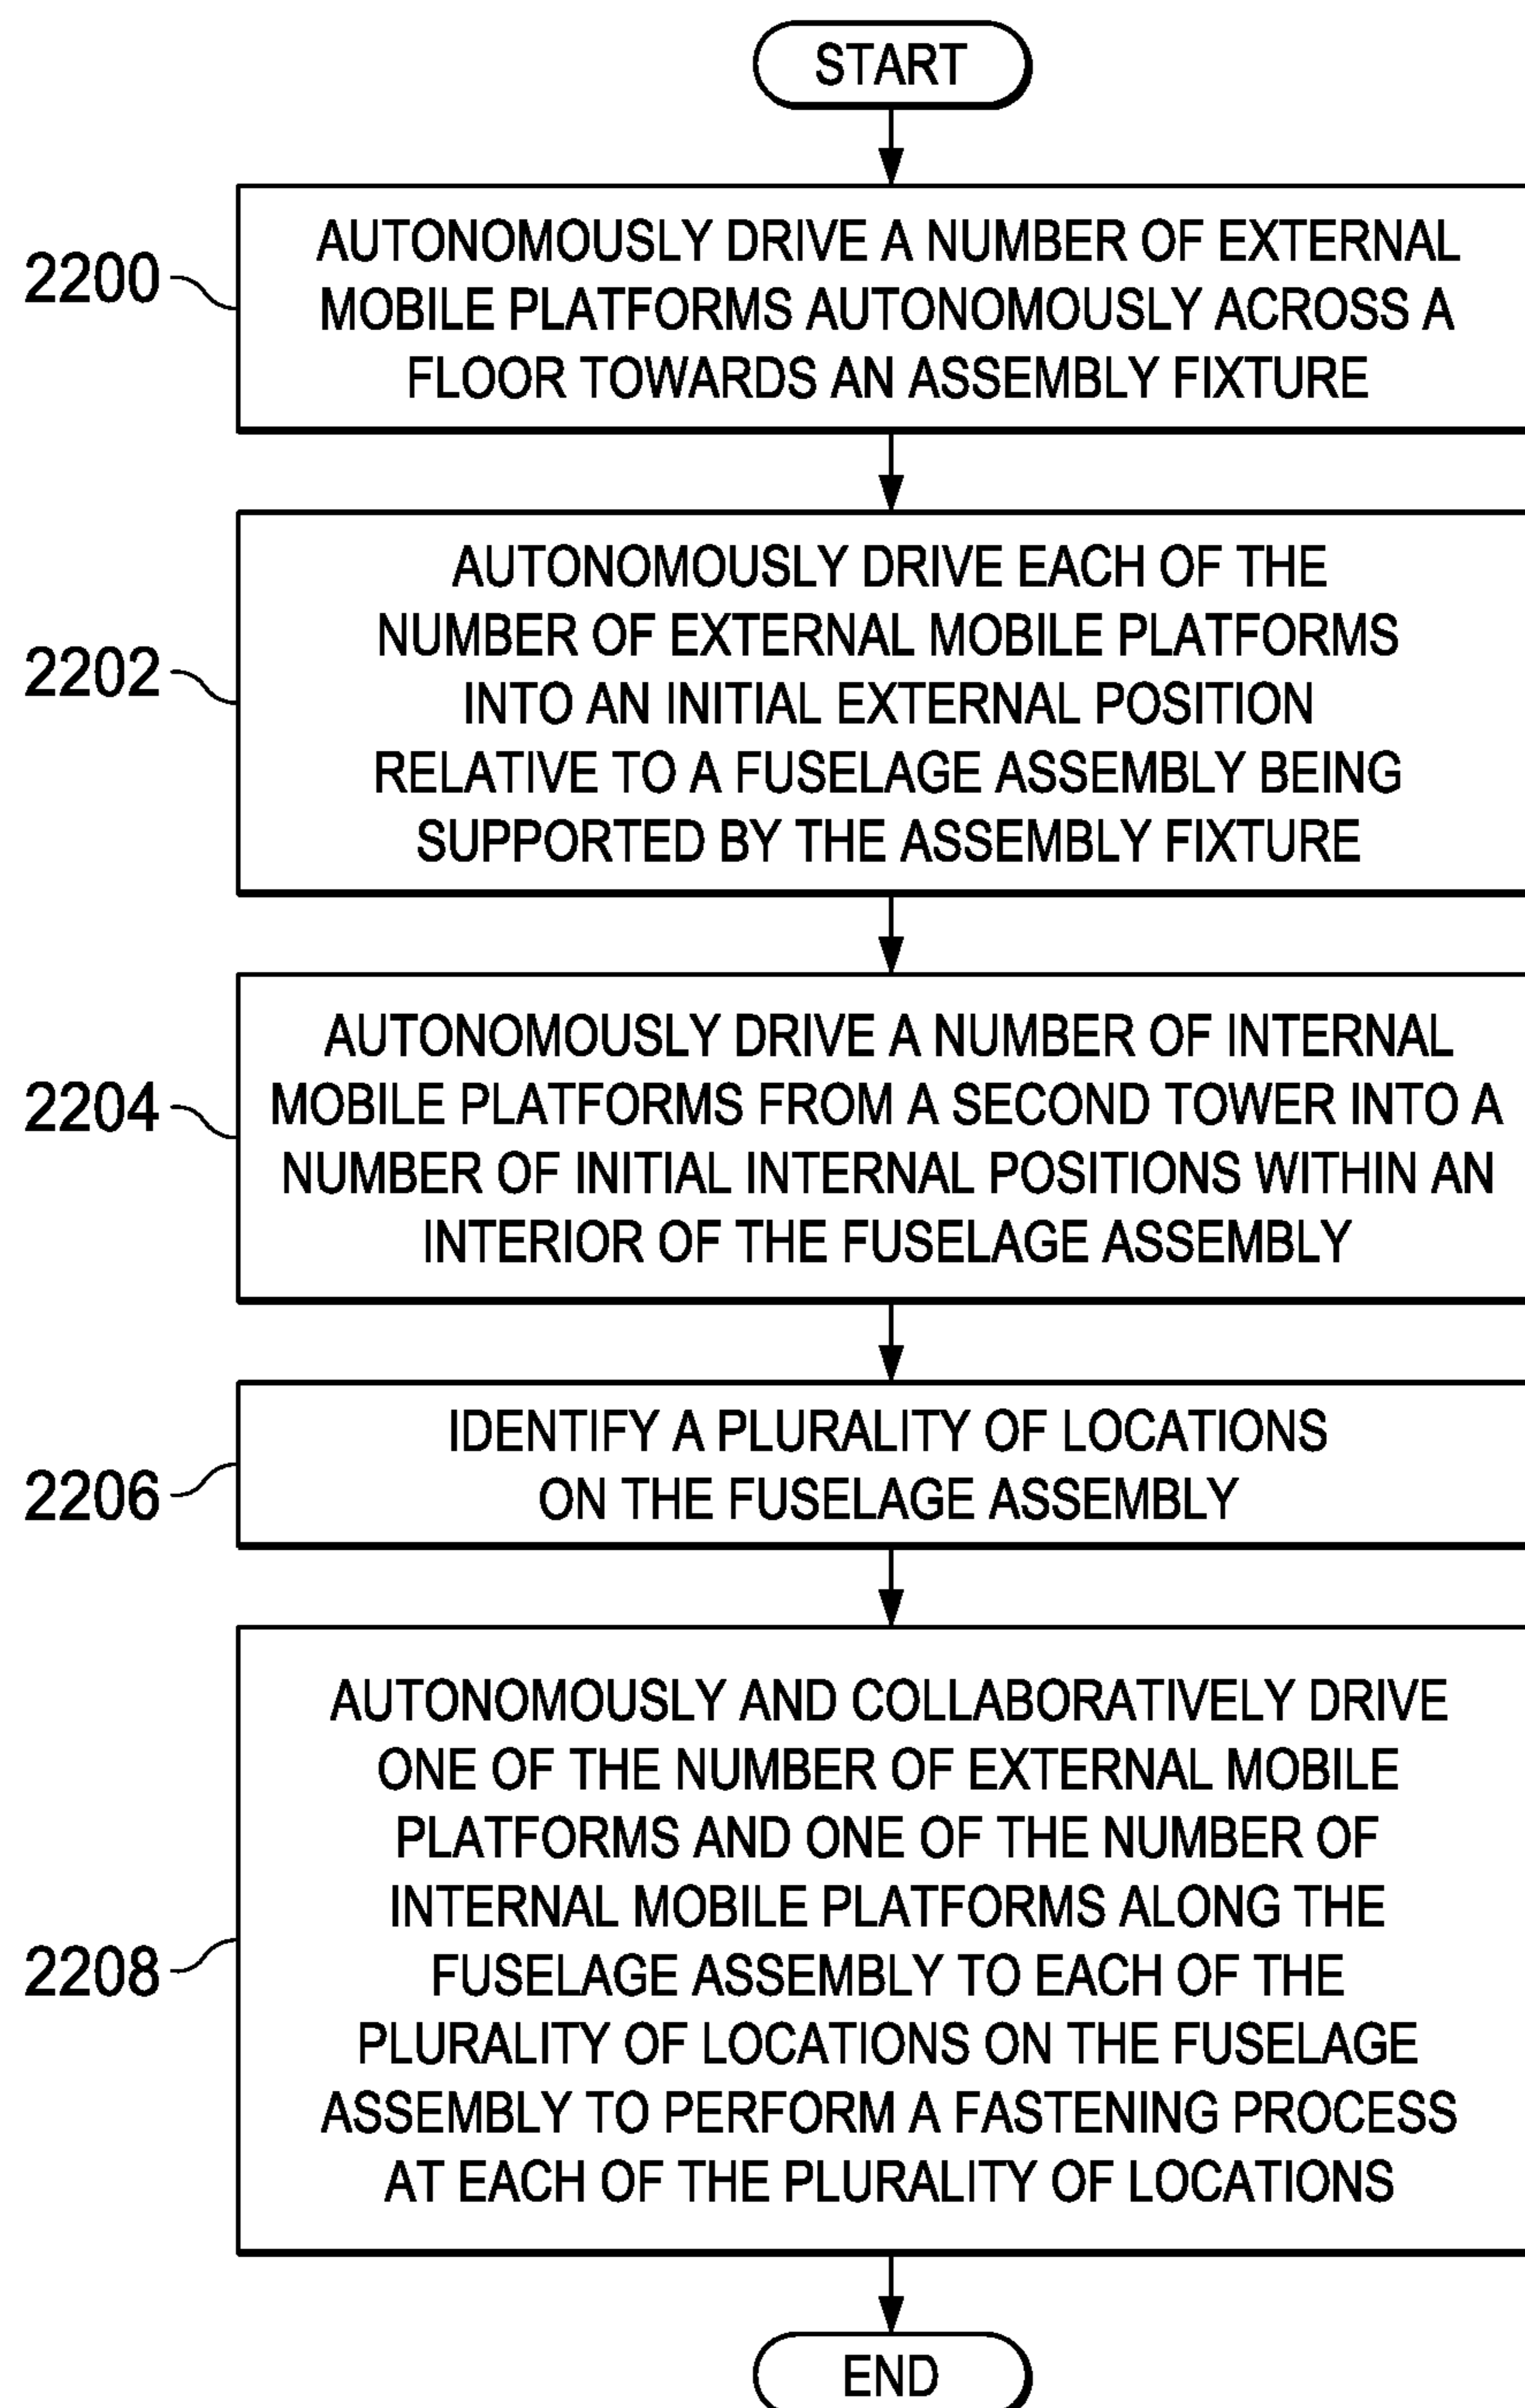 START
2200
AUTONOMOUSLY DRIVE A NUMBER OF EXTERNAL
MOBILE PLATFORMS AUTONOMOUSLY ACROSS A
FLOOR TOWARDS AN ASSEMBLY FIXTURE
2202
AUTONOMOUSLY DRIVE EACH OF THE
NUMBER OF EXTERNAL MOBILE PLATFORMS
INTO AN INITIAL EXTERNAL POSITION
RELATIVE TO A FUSELAGE ASSEMBLY BEING
SUPPORTED BY THE ASSEMBLY FIXTURE
2204
AUTONOMOUSLY DRIVE A NUMBER OF INTERNAL
MOBILE PLATFORMS FROM A SECOND TOWER INTO A
NUMBER OF INITIAL INTERNAL POSITIONS WITHIN AN
INTERIOR OF THE FUSELAGE ASSEMBLY
2206
IDENTIFY A PLURALITY OF LOCATIONS
ON THE FUSELAGE ASSEMBLY
2208
AUTONOMOUSLY AND COLLABORATIVELY DRIVE
ONE OF THE NUMBER OF EXTERNAL MOBILE
PLATFORMS AND ONE OF THE NUMBER OF
INTERNAL MOBILE PLATFORMS ALONG THE
FUSELAGE ASSEMBLY TO EACH OF THE
PLURALITY OF LOCATIONS ON THE FUSELAGE
ASSEMBLY TO PERFORM A FASTENING PROCESS
AT EACH OF THE PLURALITY OF LOCATIONS
END